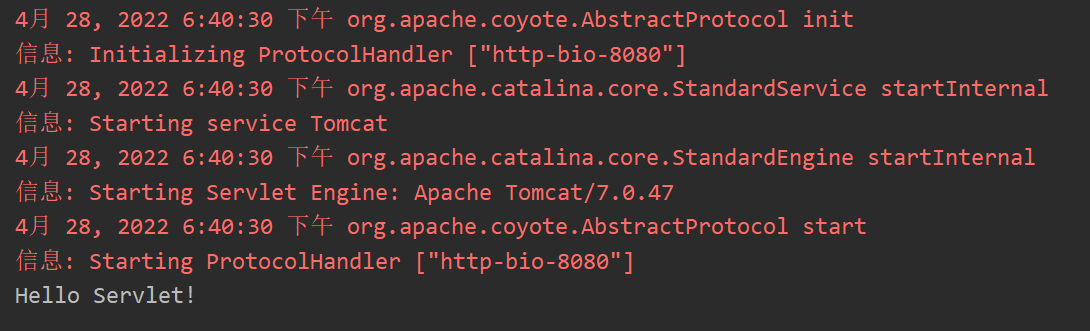 4月 28, 2022 6:40:30 下午 org.apache.coyote.AbstractProtocol init
信息: Initializing ProtocolHandler ["http-bio-8080"]
4月 28, 2022 6:40:30 下午 org.apache.catalina.core.StandardService startInternal
信息: Starting service Tomcat
4月 28, 2022 6:40:30 下午 org.apache.catalina.core.StandardEngine startInternal
信息: Starting Servlet Engine: Apache Tomcat/7.0.47
4月 28, 2022 6:40:30 下午 org.apache.coyote.AbstractProtocol start
信息: Starting ProtocolHandler ["http-bio-8080"]
Hello Servlet!